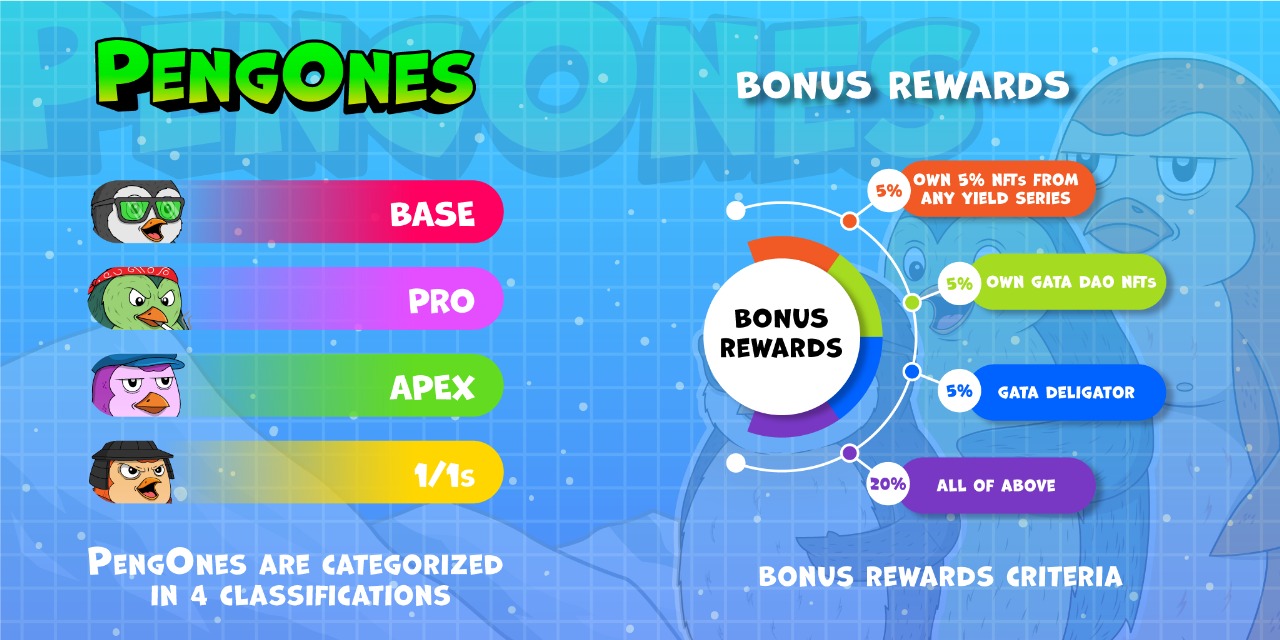 PENGONES
BASE
PRO
APEX
1/1s
PENGONES ARE CATEGORIZED
IN 4 CLASSIFICATIONS
PENGONES
BONUS REWARDS
BONUS
REWARDS
5%
OWN 5% NFTs FROM
ANY YIELD SERIES
5%
OWN GATA DAO NFTs
5%
GATA DELIGATOR
20%
ALL OF ABOVE
BONUS REWARDS CRITERIA